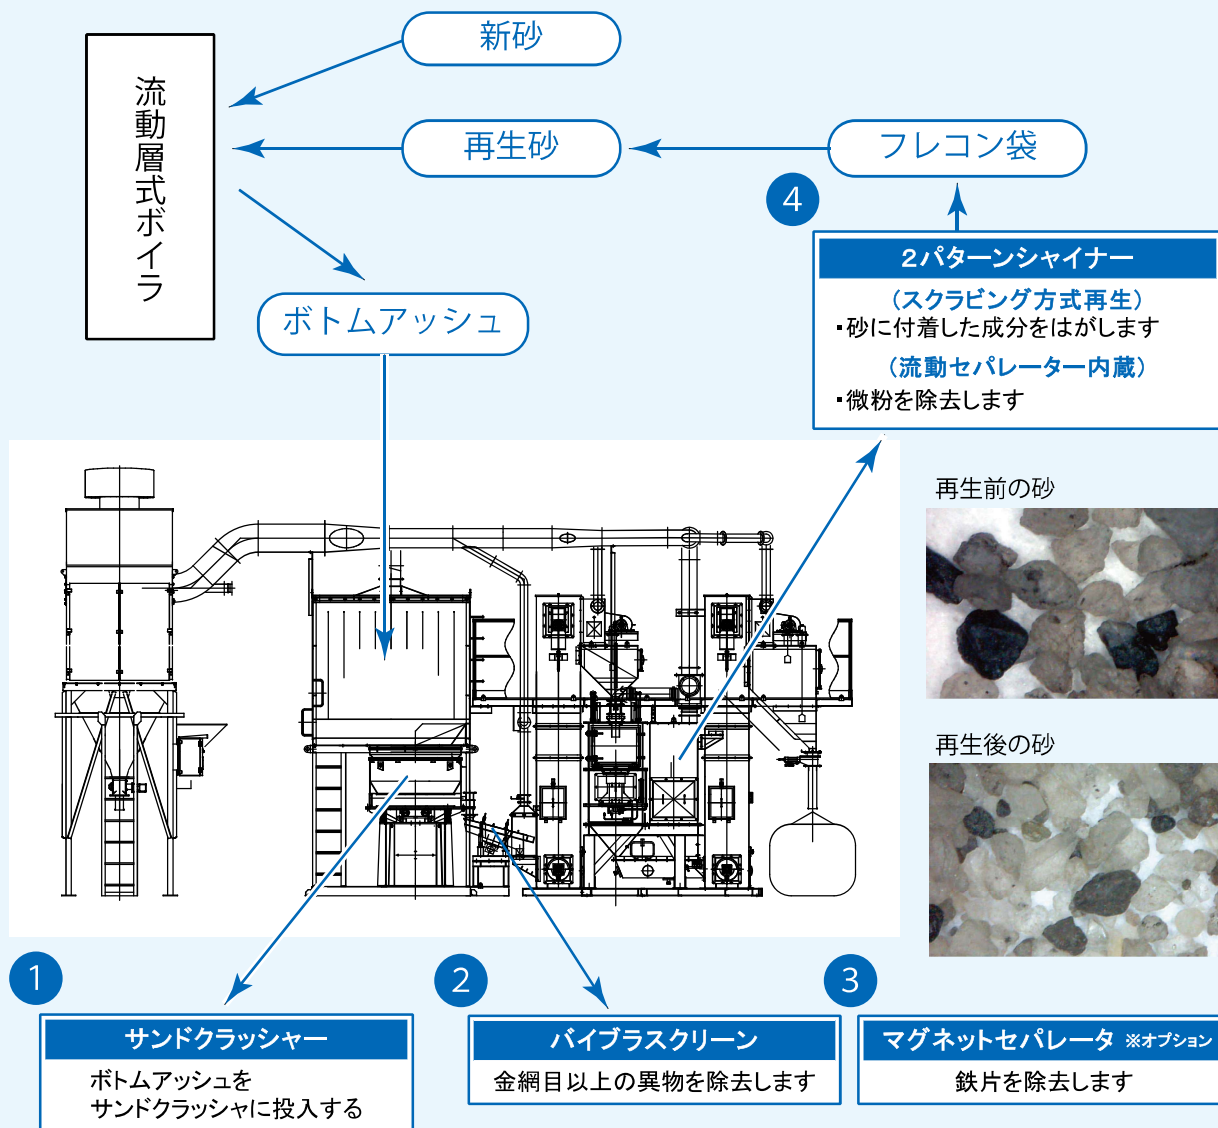 新砂
流動層式ボイラ
再生砂
フレコン袋
4
2パターンシャイナー
(スクラビング方式再生)
・砂に付着した成分をはがします
(流動セパレーター内蔵)
・微粉を除去します
ボトムアッシュ
再生前の砂
再生後の砂
1
サンドクラッシャー
ボトムアッシュを
サンドクラッシャに投入する
2
バイブラスクリーン
金網目以上の異物を除去します
3
マグネットセパレータ ※オプション
鉄片を除去します